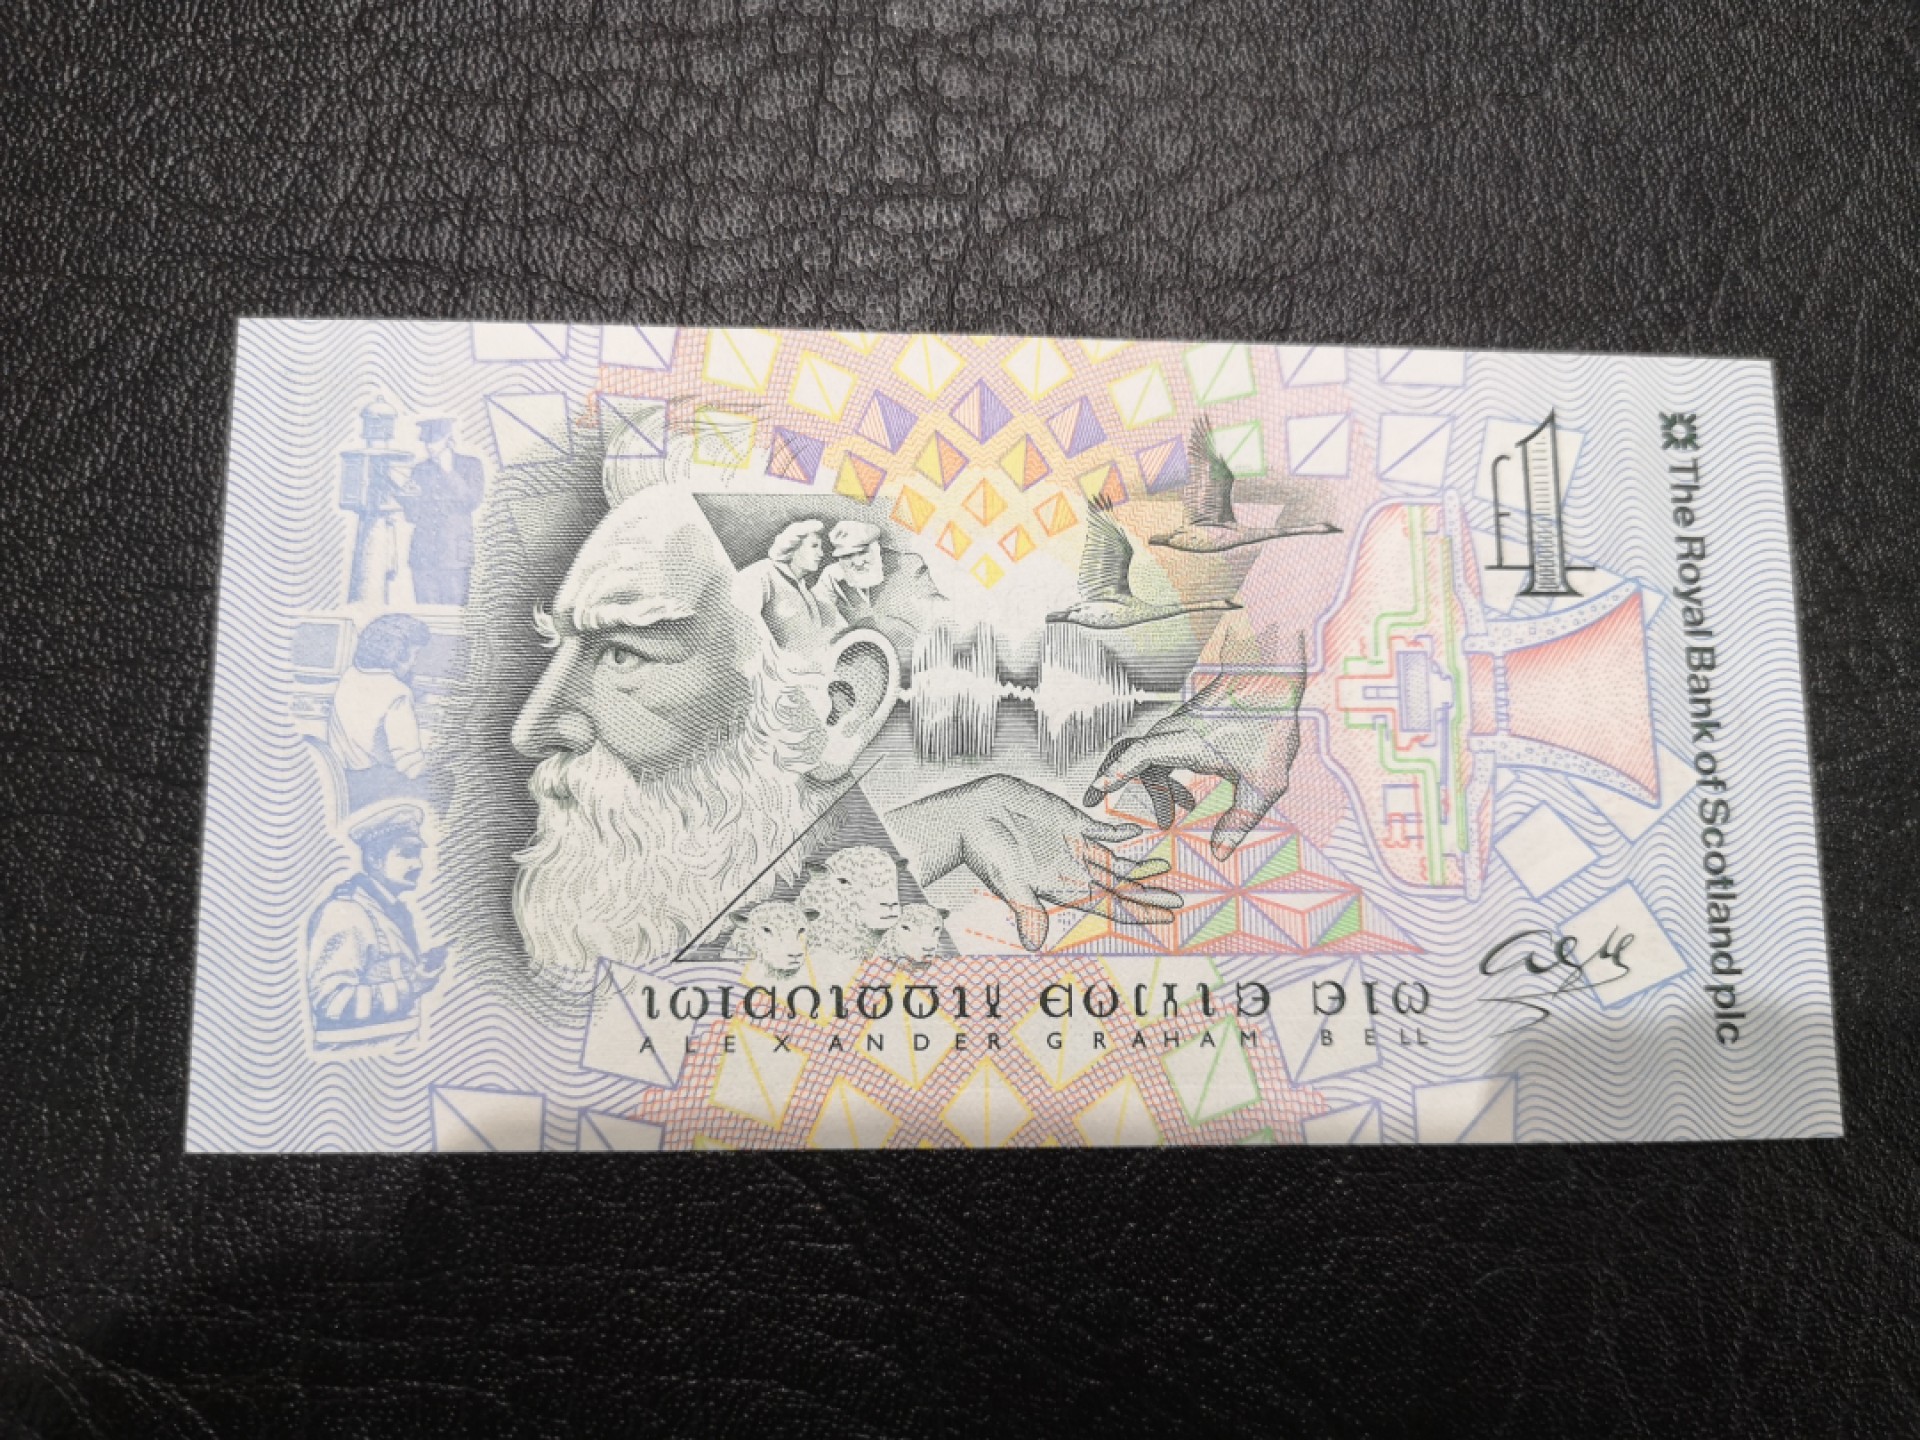 £1
The Royal Bank of Scotland plc
ALEXANDER GRAHAM BELL